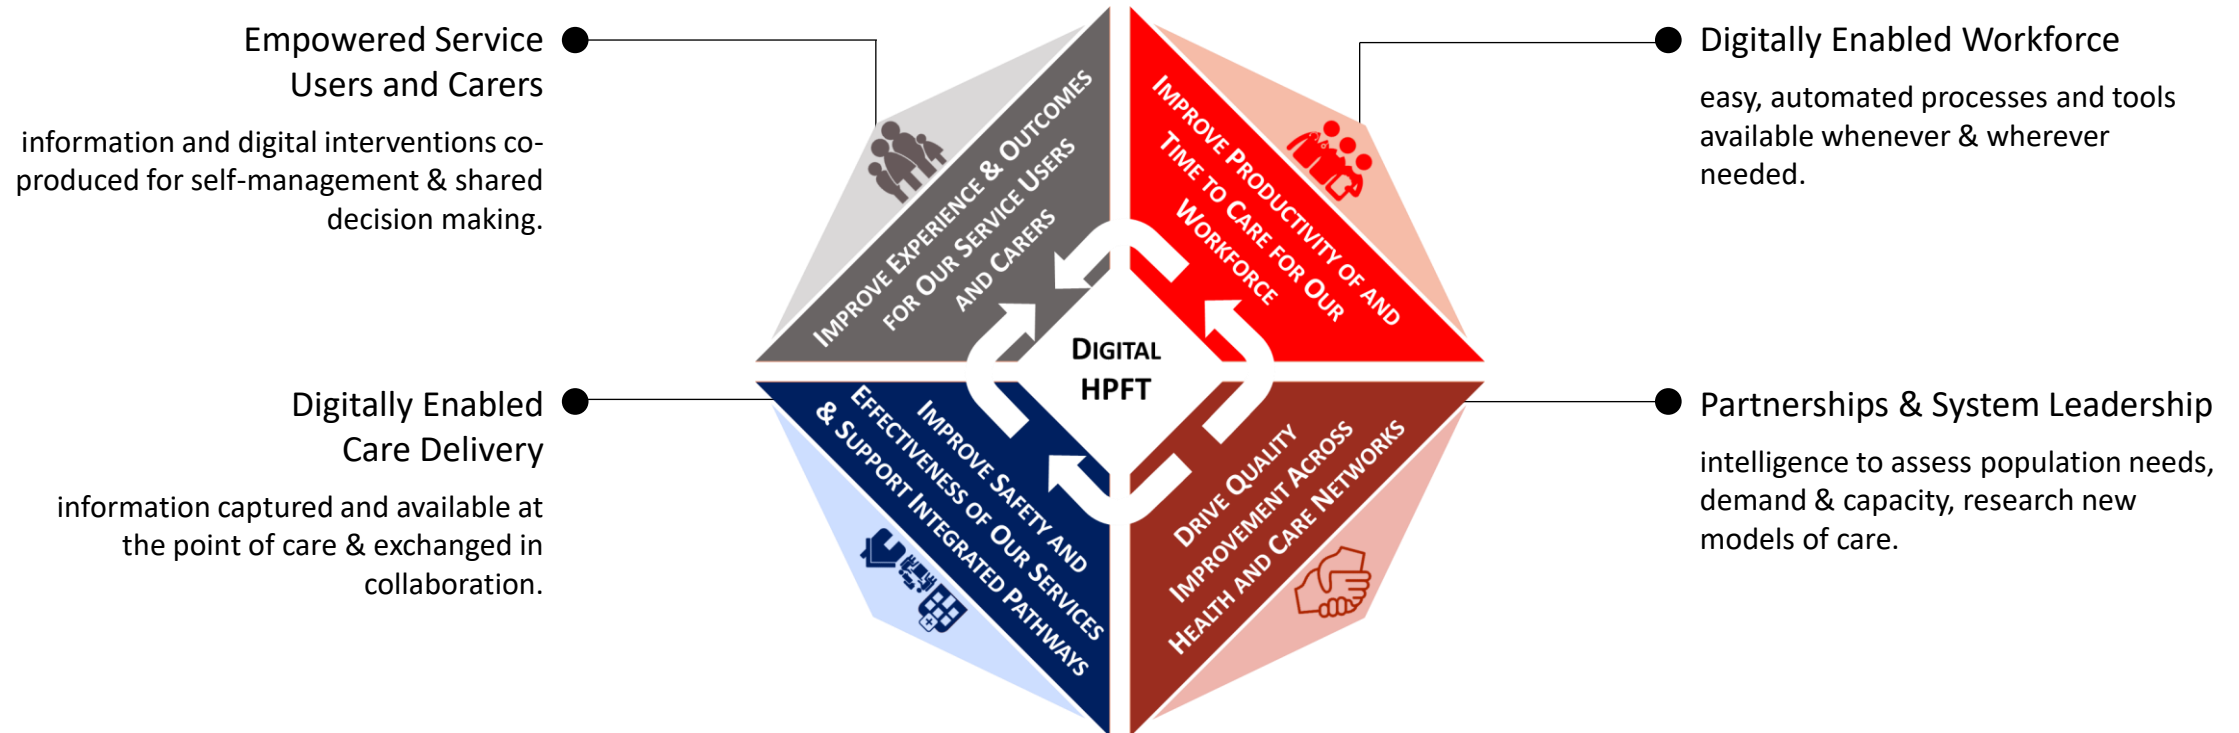 Empowered Service
Users and Carers
information and digital interventions co-
produced for self-management & shared
decision making.
Digitally Enabled Workforce
easy, automated processes and tools
available whenever & wherever
needed.
IMPROVE EXPERIENCE & OUTCOMES
FOR OUR SERVICE USERS
AND CARERS
IMPROVE PRODUCTIVITY OF AND
TIME TO CARE FOR OUR
WORKFORCE
DIGITAL
HPFT
Digitally Enabled
Care Delivery
information captured and available at
the point of care & exchanged in
collaboration.
IMPROVE SAFETY AND
EFFECTIVENESS OF OUR SERVICES
& SUPPORT INTEGRATED PATHWAYS
DRIVE QUALITY
IMPROVEMENT ACROSS
HEALTH AND CARE NETWORKS
Partnerships & System Leadership
intelligence to assess population needs,
demand & capacity, research new
models of care.